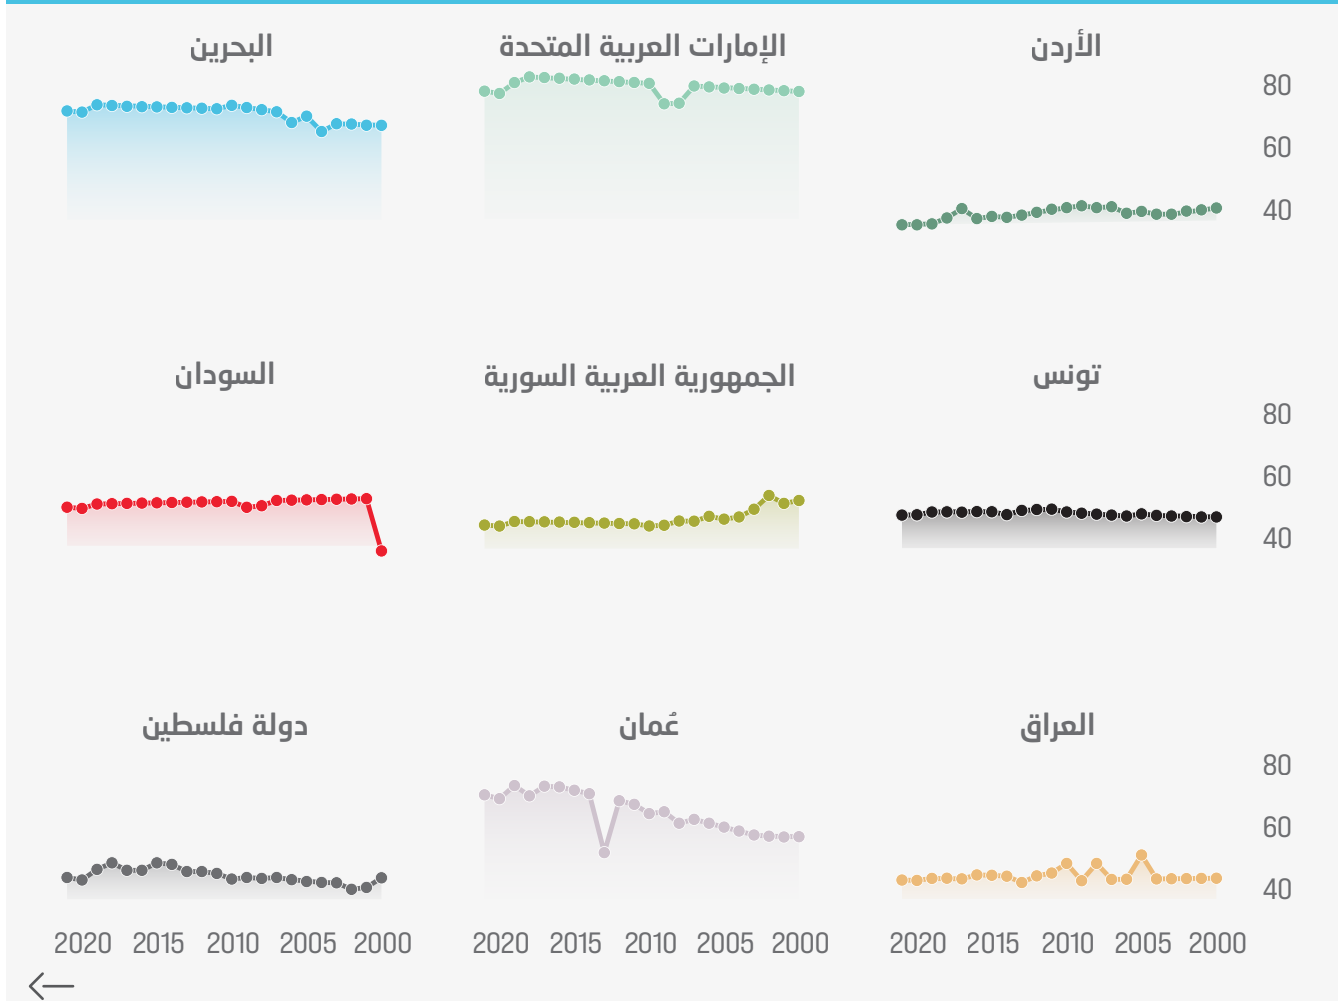 الأردن
الإمارات العربية المتحدة
البحرين
80
60
40
تونس
الجمهورية العربية السورية
السودان
80
60
40
العراق
عُمان
دولة فلسطين
80
60
40
2020 2015 2010 2005 2000
2020 2015 2010 2005 2000
2020 2015 2010 2005 2000